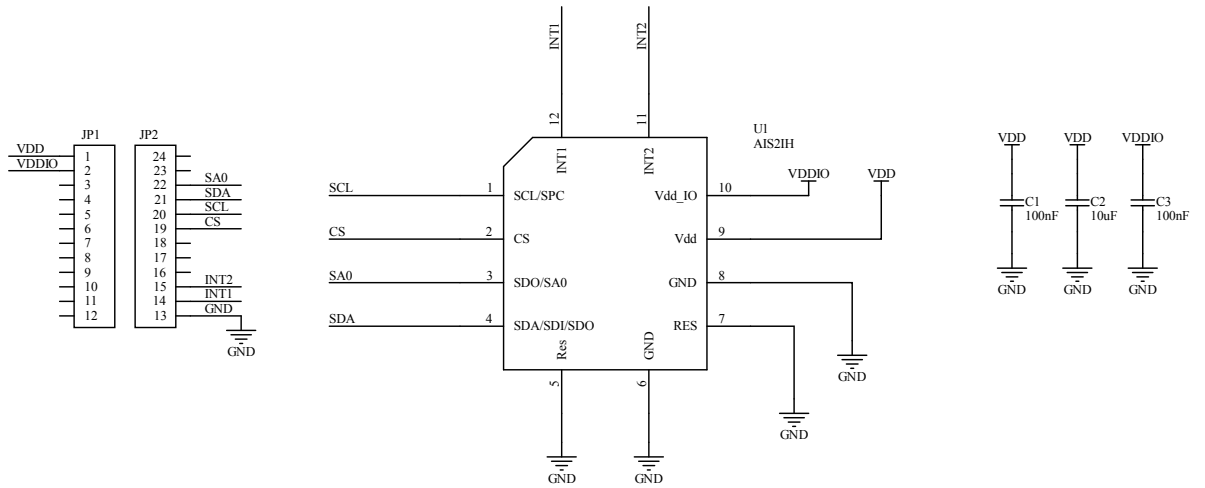 INT1
INT2
12
11
U1
AIS2IH
INT1
INT2
JP1
JP2
VDD
1
24
VDDIO
2
23
3
22
SA0
4
21
SDA
5
20
SCL
6
19
CS
7
18
8
17
9
16
10
15
INT2
11
14
INT1
12
13
GND
GND
SCL
1
SCL/SPC
Vdd_IO
10
VDDIO
VDD
CS
2
CS
Vdd
9
SA0
3
SDO/SA0
GND
8
SDA
4
SDA/SDI/SDO
RES
7
Res
GND
5
6
GND
GND
GND
GND
VDD
VDD
VDDIO
C1
100nF
C2
10uF
C3
100nF
GND
GND
GND